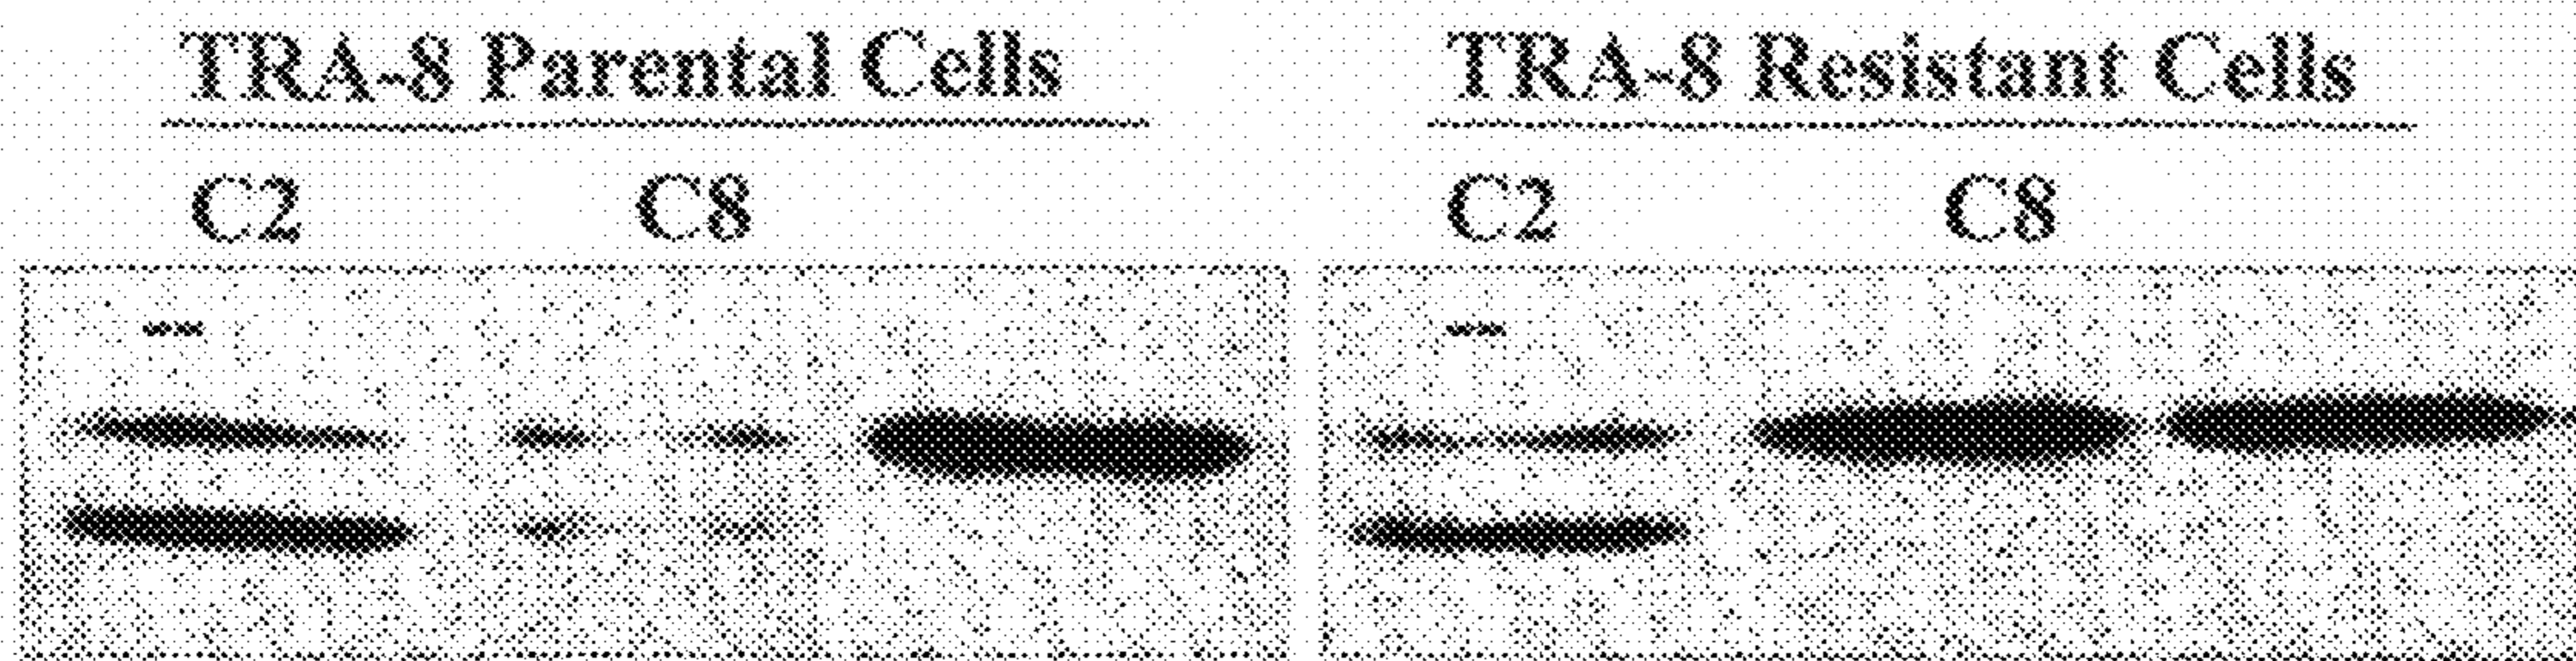 TRA-8 Parental Cells TRA-8 Resistant Cells
C2 C8 C2 C8